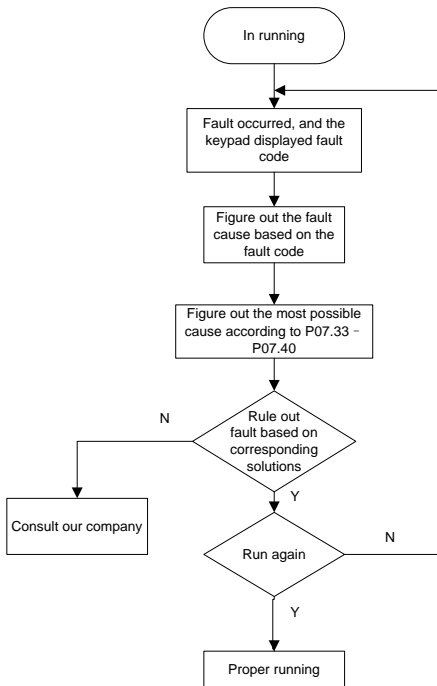 In running
Fault occurred, and the
keypad displayed fault
code
Figure out the fault
cause based on the
fault code
Figure out the most possible
cause according to P07.33 –
P07.40
N
Rule out
fault based on
corresponding
solutions
Y
Consult our company
Run again
N
Y
Proper running